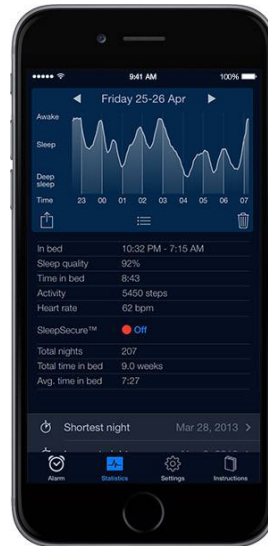 9:41 AM 100%
Friday 25-26 Apr
Awake
Sleep
Deep
sleep
Time 23 00 01 02 03 04 05 06 07
In bed 10:32 PM - 7:15 AM
Sleep quality 92%
Time in bed 8:43
Activity 5450 steps
Heart rate 62 bpm
SleepSecure™ Off
Total nights 207
Total time in bed 9.0 weeks
Avg. time in bed 7:27
Shortest night Mar 28, 2013
Alarm Statistics Settings Instructions